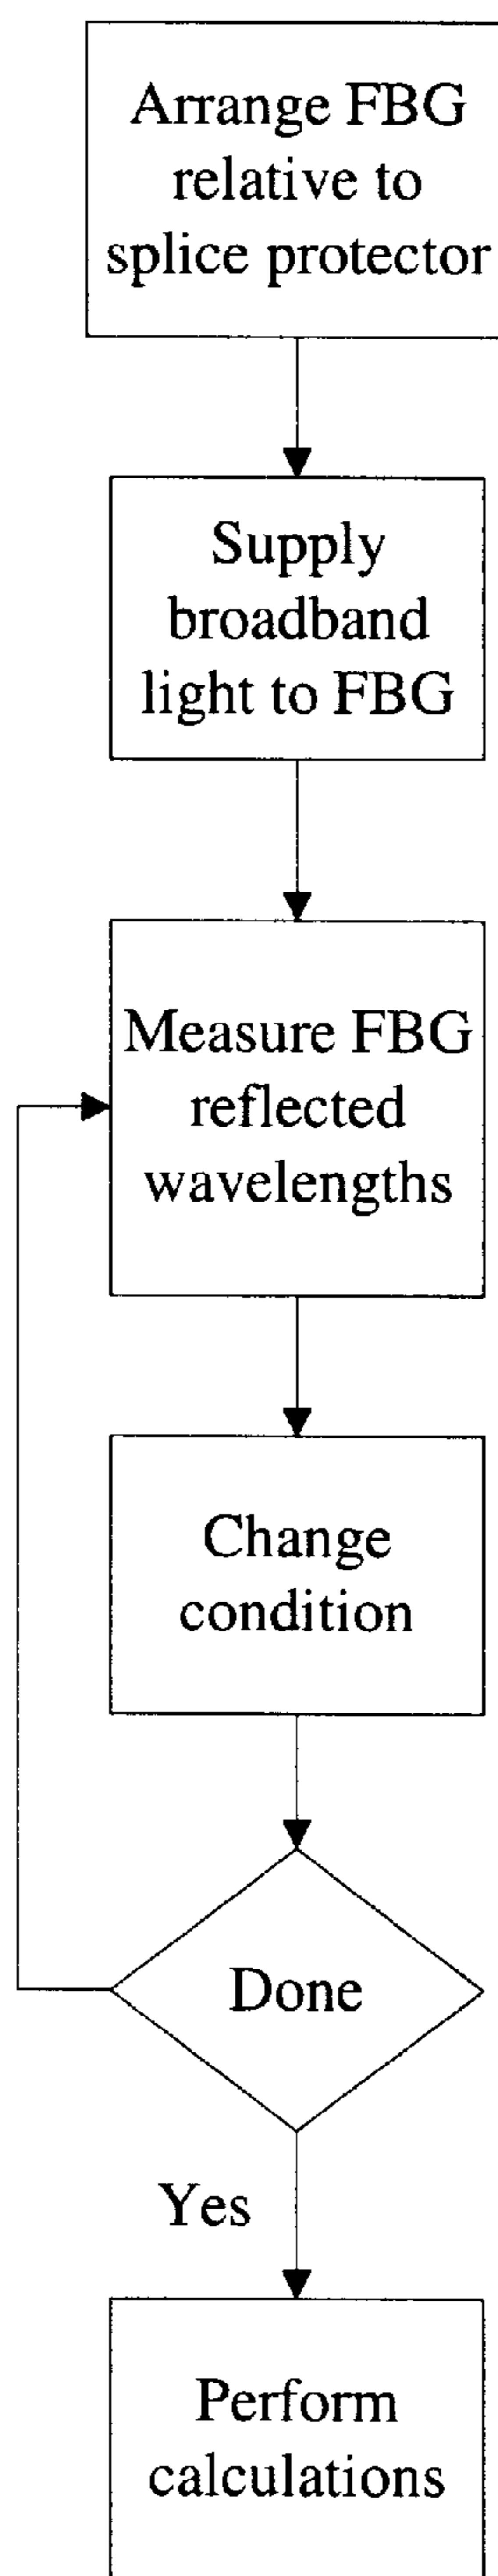 Arrange FBG
relative to
splice protector
Supply
broadband
light to FBG
Measure FBG
reflected
wavelengths
Change
condition
Done
Yes
Perform
calculations